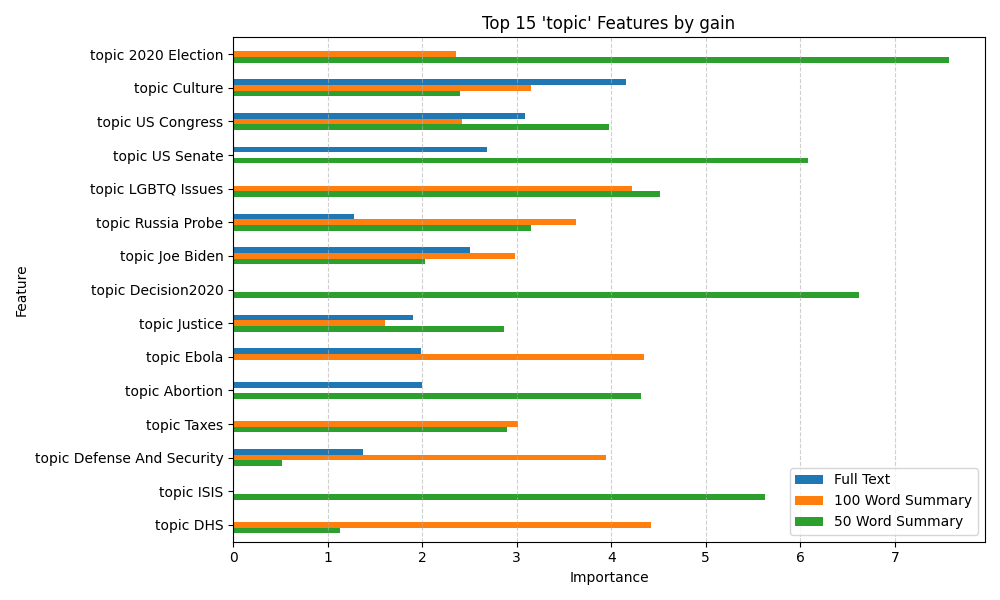 Top 15 'topic' Features by gain
Feature
topic 2020 Election
topic Culture
topic US Congress
topic US Senate
topic LGBTQ Issues
topic Russia Probe
topic Joe Biden
topic Decision2020
topic Justice
topic Ebola
topic Abortion
topic Taxes
topic Defense And Security
topic ISIS
topic DHS
Full Text
100 Word Summary
50 Word Summary
0 1 2 3 4 5 6 7
Importance